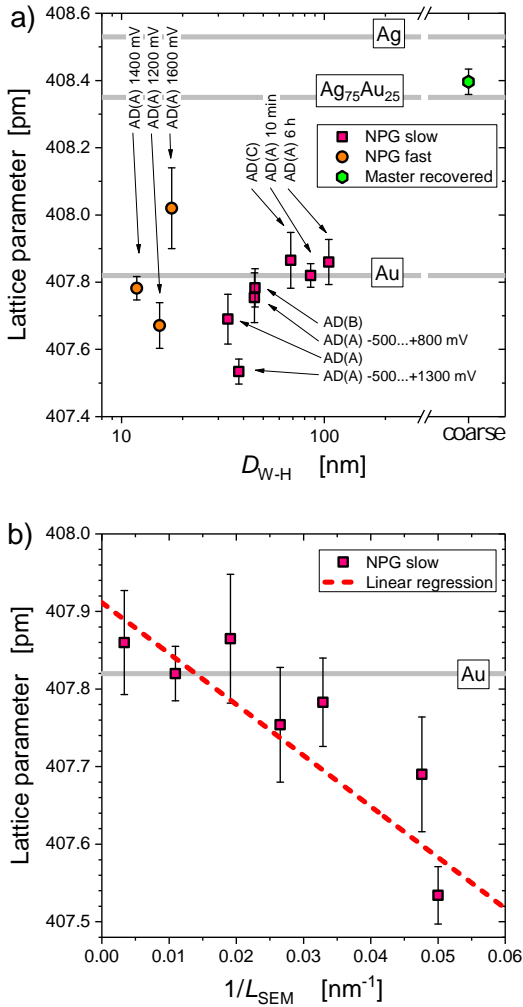 a)
Lattice parameter [pm]
408.6
408.4
408.2
408.0
407.8
407.6
407.4
AD(A) 1400 mV
AD(A) 1200 mV
AD(A) 1600 mV
Ag
Ag75Au25
NPG slow
NPG fast
Master recovered
AD(C)
AD(A) 10 min
AD(A) 6 h
Au
AD(B)
AD(A) -500...+800 mV
AD(A)
AD(A) -500...+1300 mV
10
100
coarse
DW-H [nm]
b)
Lattice parameter [pm]
408.0
407.9
407.8
407.7
407.6
407.5
NPG slow
Linear regression
Au
0.00 0.01 0.02 0.03 0.04 0.05 0.06
1/LSEM [nm-1]